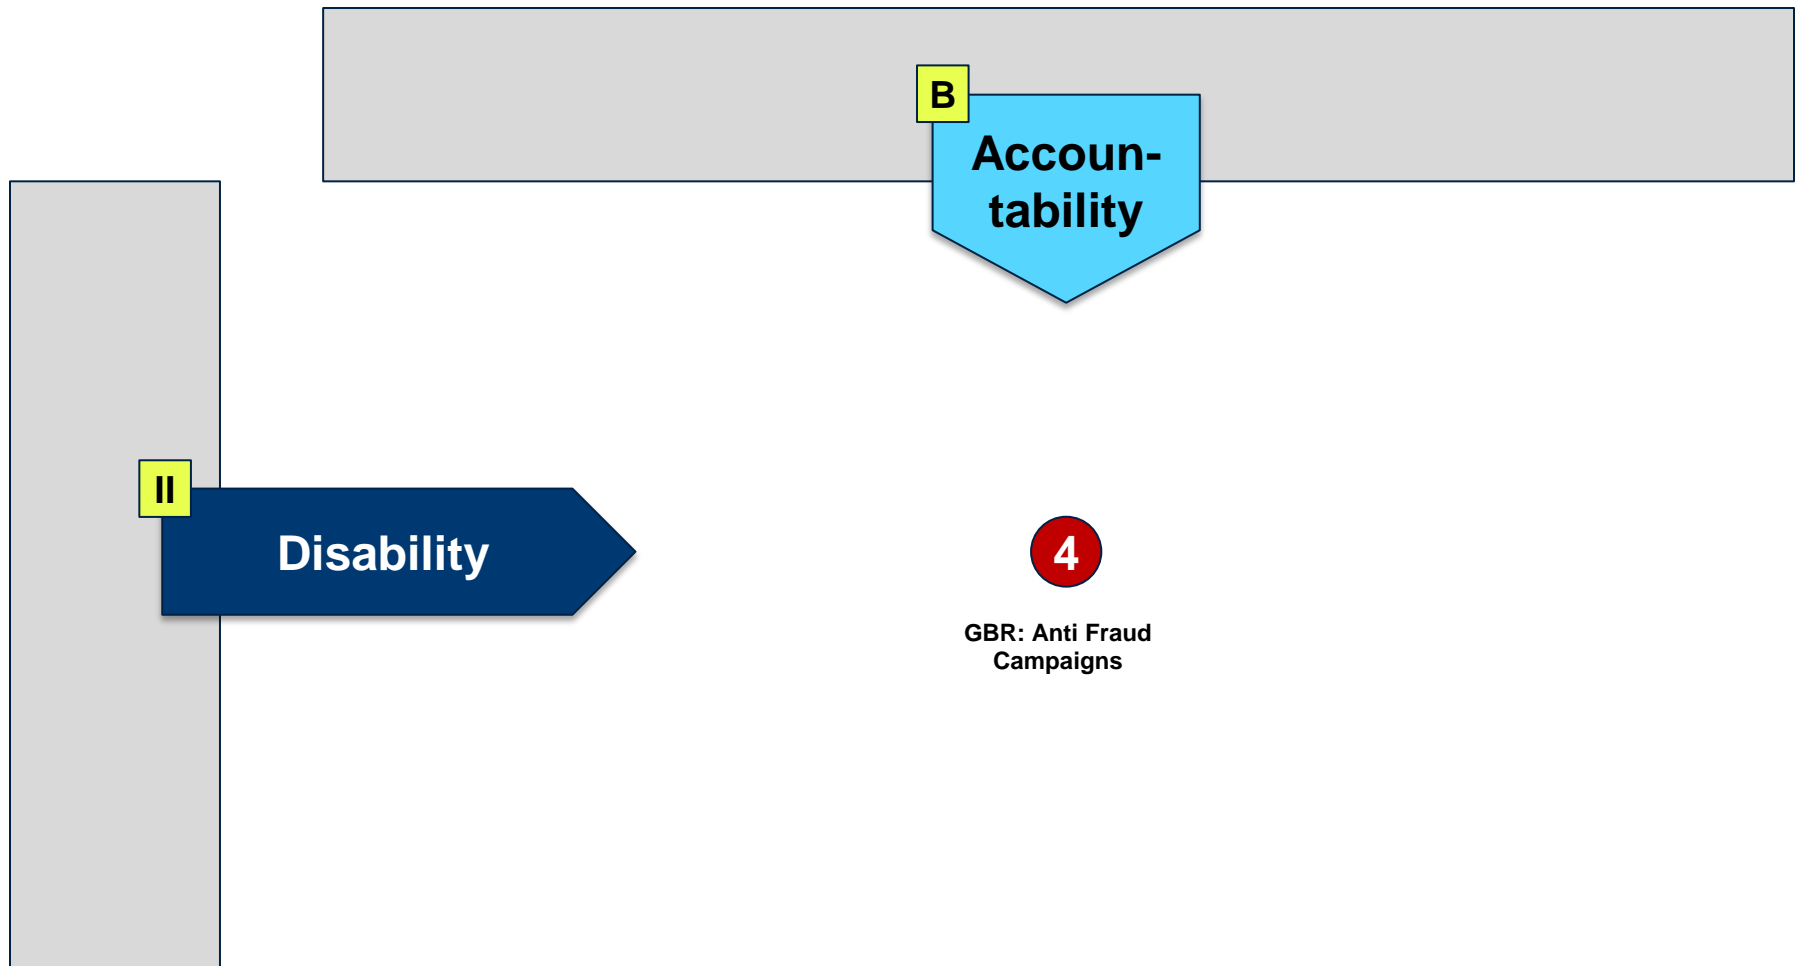 B
Accoun-
tability
II
Disability
4
GBR: Anti Fraud
Campaigns